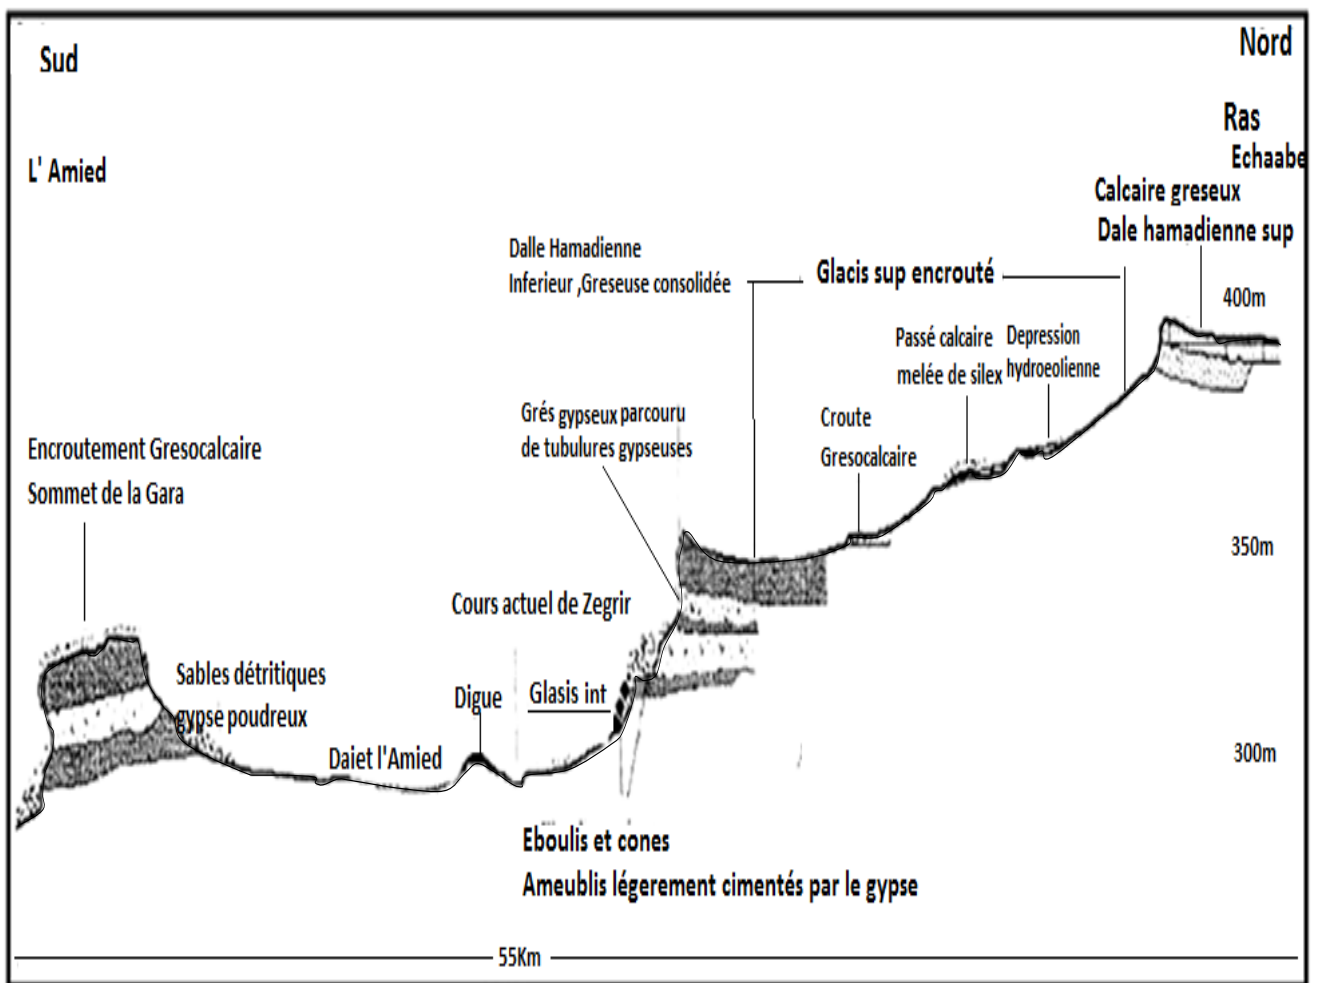 Sud
Nord
Ras
Echaabe
L' Amied
Calcaire greseux
Dale hamadienne sup
Dalle Hamadienne
Inferieur ,Greseuse consolidée
Glacis sup encrouté
400m
Passé calcaire
melée de silex
Depression
hydroeolienne
Grés gypseux parcouru
de tubulures gypseuses
Croute
Gresocalcaire
Encroutement Gresocalcaire
Sommet de la Gara
350m
Cours actuel de Zegrir
Sables détritiques
gypse poudreux
Digue
Glasis int
Daiet l'Amied
300m
Eboulis et cones
Ameublis légerement cimentés par le gypse
55Km